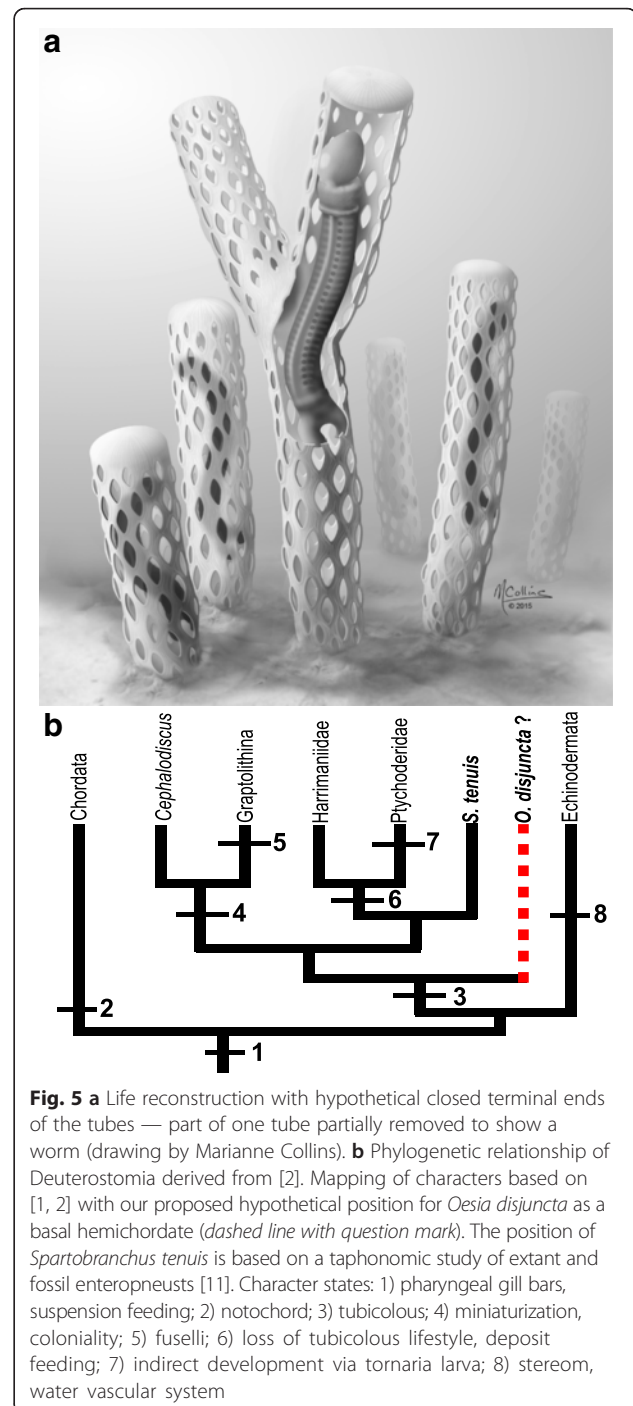 a
MCollins
© 2015
b
Chordata
Cephalodiscus
Graptolithina
Harrimaniidae
Ptychoderidae
S. tenuis
O. disjuncta ?
Echinodermata
5
7
6
4
8
3
2
1
Fig. 5 a Life reconstruction with hypothetical closed terminal ends
of the tubes — part of one tube partially removed to show a
worm (drawing by Marianne Collins). b Phylogenetic relationship of
Deuterostomia derived from [2]. Mapping of characters based on
[1, 2] with our proposed hypothetical position for Oesia disjuncta as a
basal hemichordate (dashed line with question mark). The position of
Spartobranchus tenuis is based on a taphonomic study of extant and
fossil enteropneusts [11]. Character states: 1) pharyngeal gill bars,
suspension feeding; 2) notochord; 3) tubicolous; 4) miniaturization,
coloniality; 5) fuselli; 6) loss of tubicolous lifestyle, deposit
feeding; 7) indirect development via tornaria larva; 8) stereom,
water vascular system